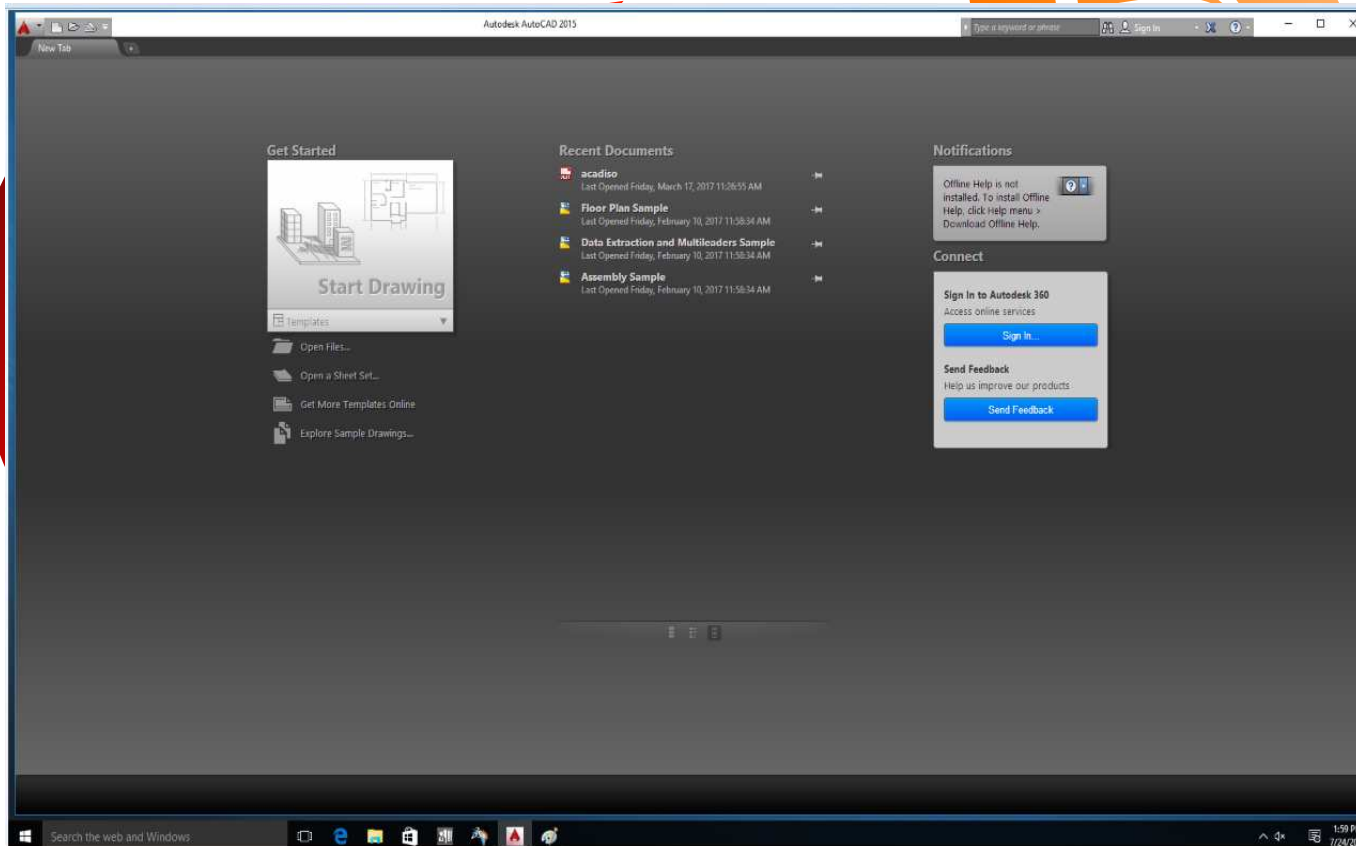 Autodesk AutoCAD 2015
Type a keyword or phrase
Sign In
New Tab
Get Started
Start Drawing
Templates
Open Files...
Open a Sheet Set...
Get More Templates Online
Explore Sample Drawings...
Recent Documents
acadiso
Last Opened Friday, March 17, 2017 11:26:55 AM
Floor Plan Sample
Last Opened Friday, February 10, 2017 11:58:34 AM
Data Extraction and Multileaders Sample
Last Opened Friday, February 10, 2017 11:58:34 AM
Assembly Sample
Last Opened Friday, February 10, 2017 11:58:34 AM
Notifications
Offline Help is not
installed. To install Offline
Help, click Help menu >
Download Offline Help.
Connect
Sign In to Autodesk 360
Access online services
Sign In...
Send Feedback
Help us improve our products
Send Feedback
Search the web and Windows
1:59 P
7/24/20